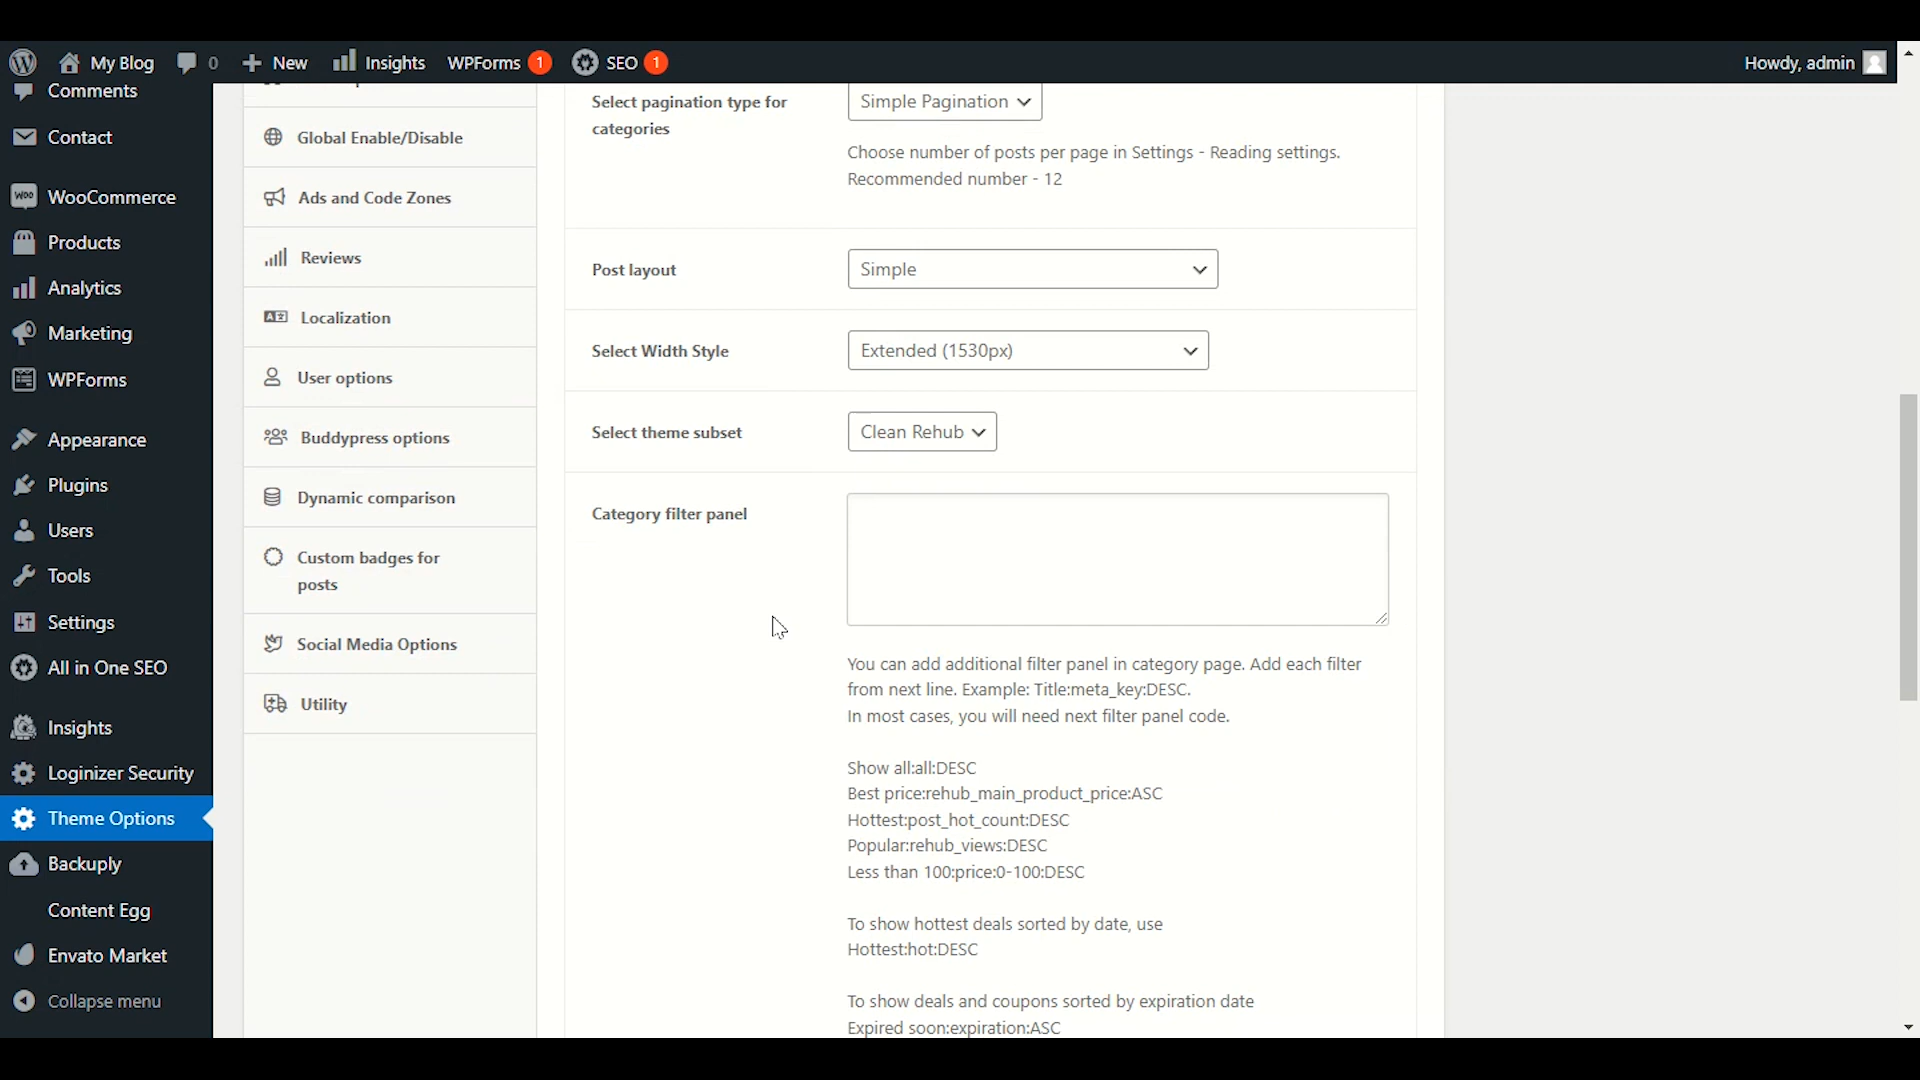 My Blog
0
New
Insights
WPForms 1
SEO 1
Howdy, admin
Comments
Contact
WooCommerce
Products
Analytics
Marketing
WPForms
Appearance
Plugins
Users
Tools
Settings
All in One SEO
Insights
Loginizer Security
Theme Options
Backuply
Content Egg
Envato Market
Collapse menu
Global Enable/Disable
Ads and Code Zones
Reviews
Localization
User options
Buddypress options
Dynamic comparison
Custom badges for
posts
Social Media Options
Utility
Select pagination type for
categories
Simple Pagination
Choose number of posts per page in Settings - Reading settings.
Recommended number - 12
Post layout
Simple
Select Width Style
Extended (1530px)
Select theme subset
Clean Rehub
Category filter panel
You can add additional filter panel in category page. Add each filter
from next line. Example: Title:meta_key:DESC.
In most cases, you will need next filter panel code.
Show all:all:DESC
Best price:rehub_main_product_price:ASC
Hottest:post_hot_count:DESC
Popular:rehub_views:DESC
Less than 100:price:0-100:DESC
To show hottest deals sorted by date, use
Hottest:hot:DESC
To show deals and coupons sorted by expiration date
Expired soon:expiration:ASC